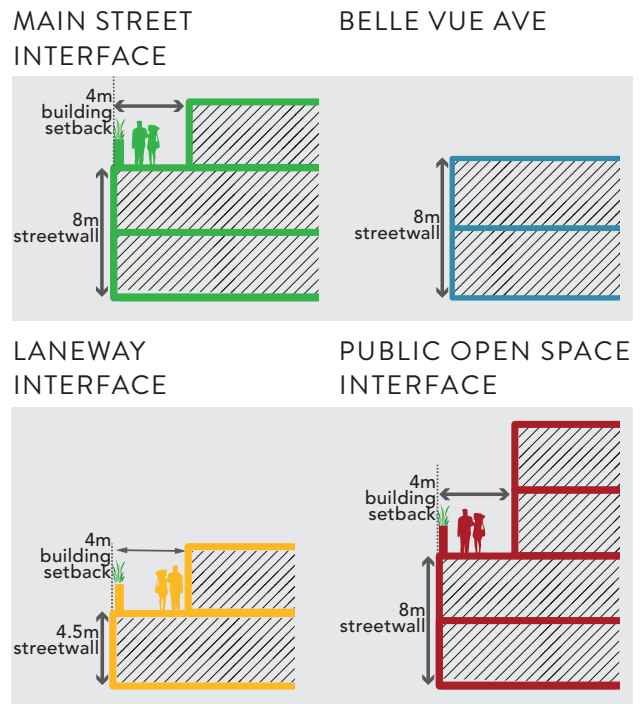 MAIN STREET
INTERFACE
4m
building
setback
8m
streetwall
BELLE VUE AVE
8m
streetwall
LANEWAY
INTERFACE
4m
building
setback
4.5m
streetwall
PUBLIC OPEN SPACE
INTERFACE
4m
building
setback
8m
streetwall